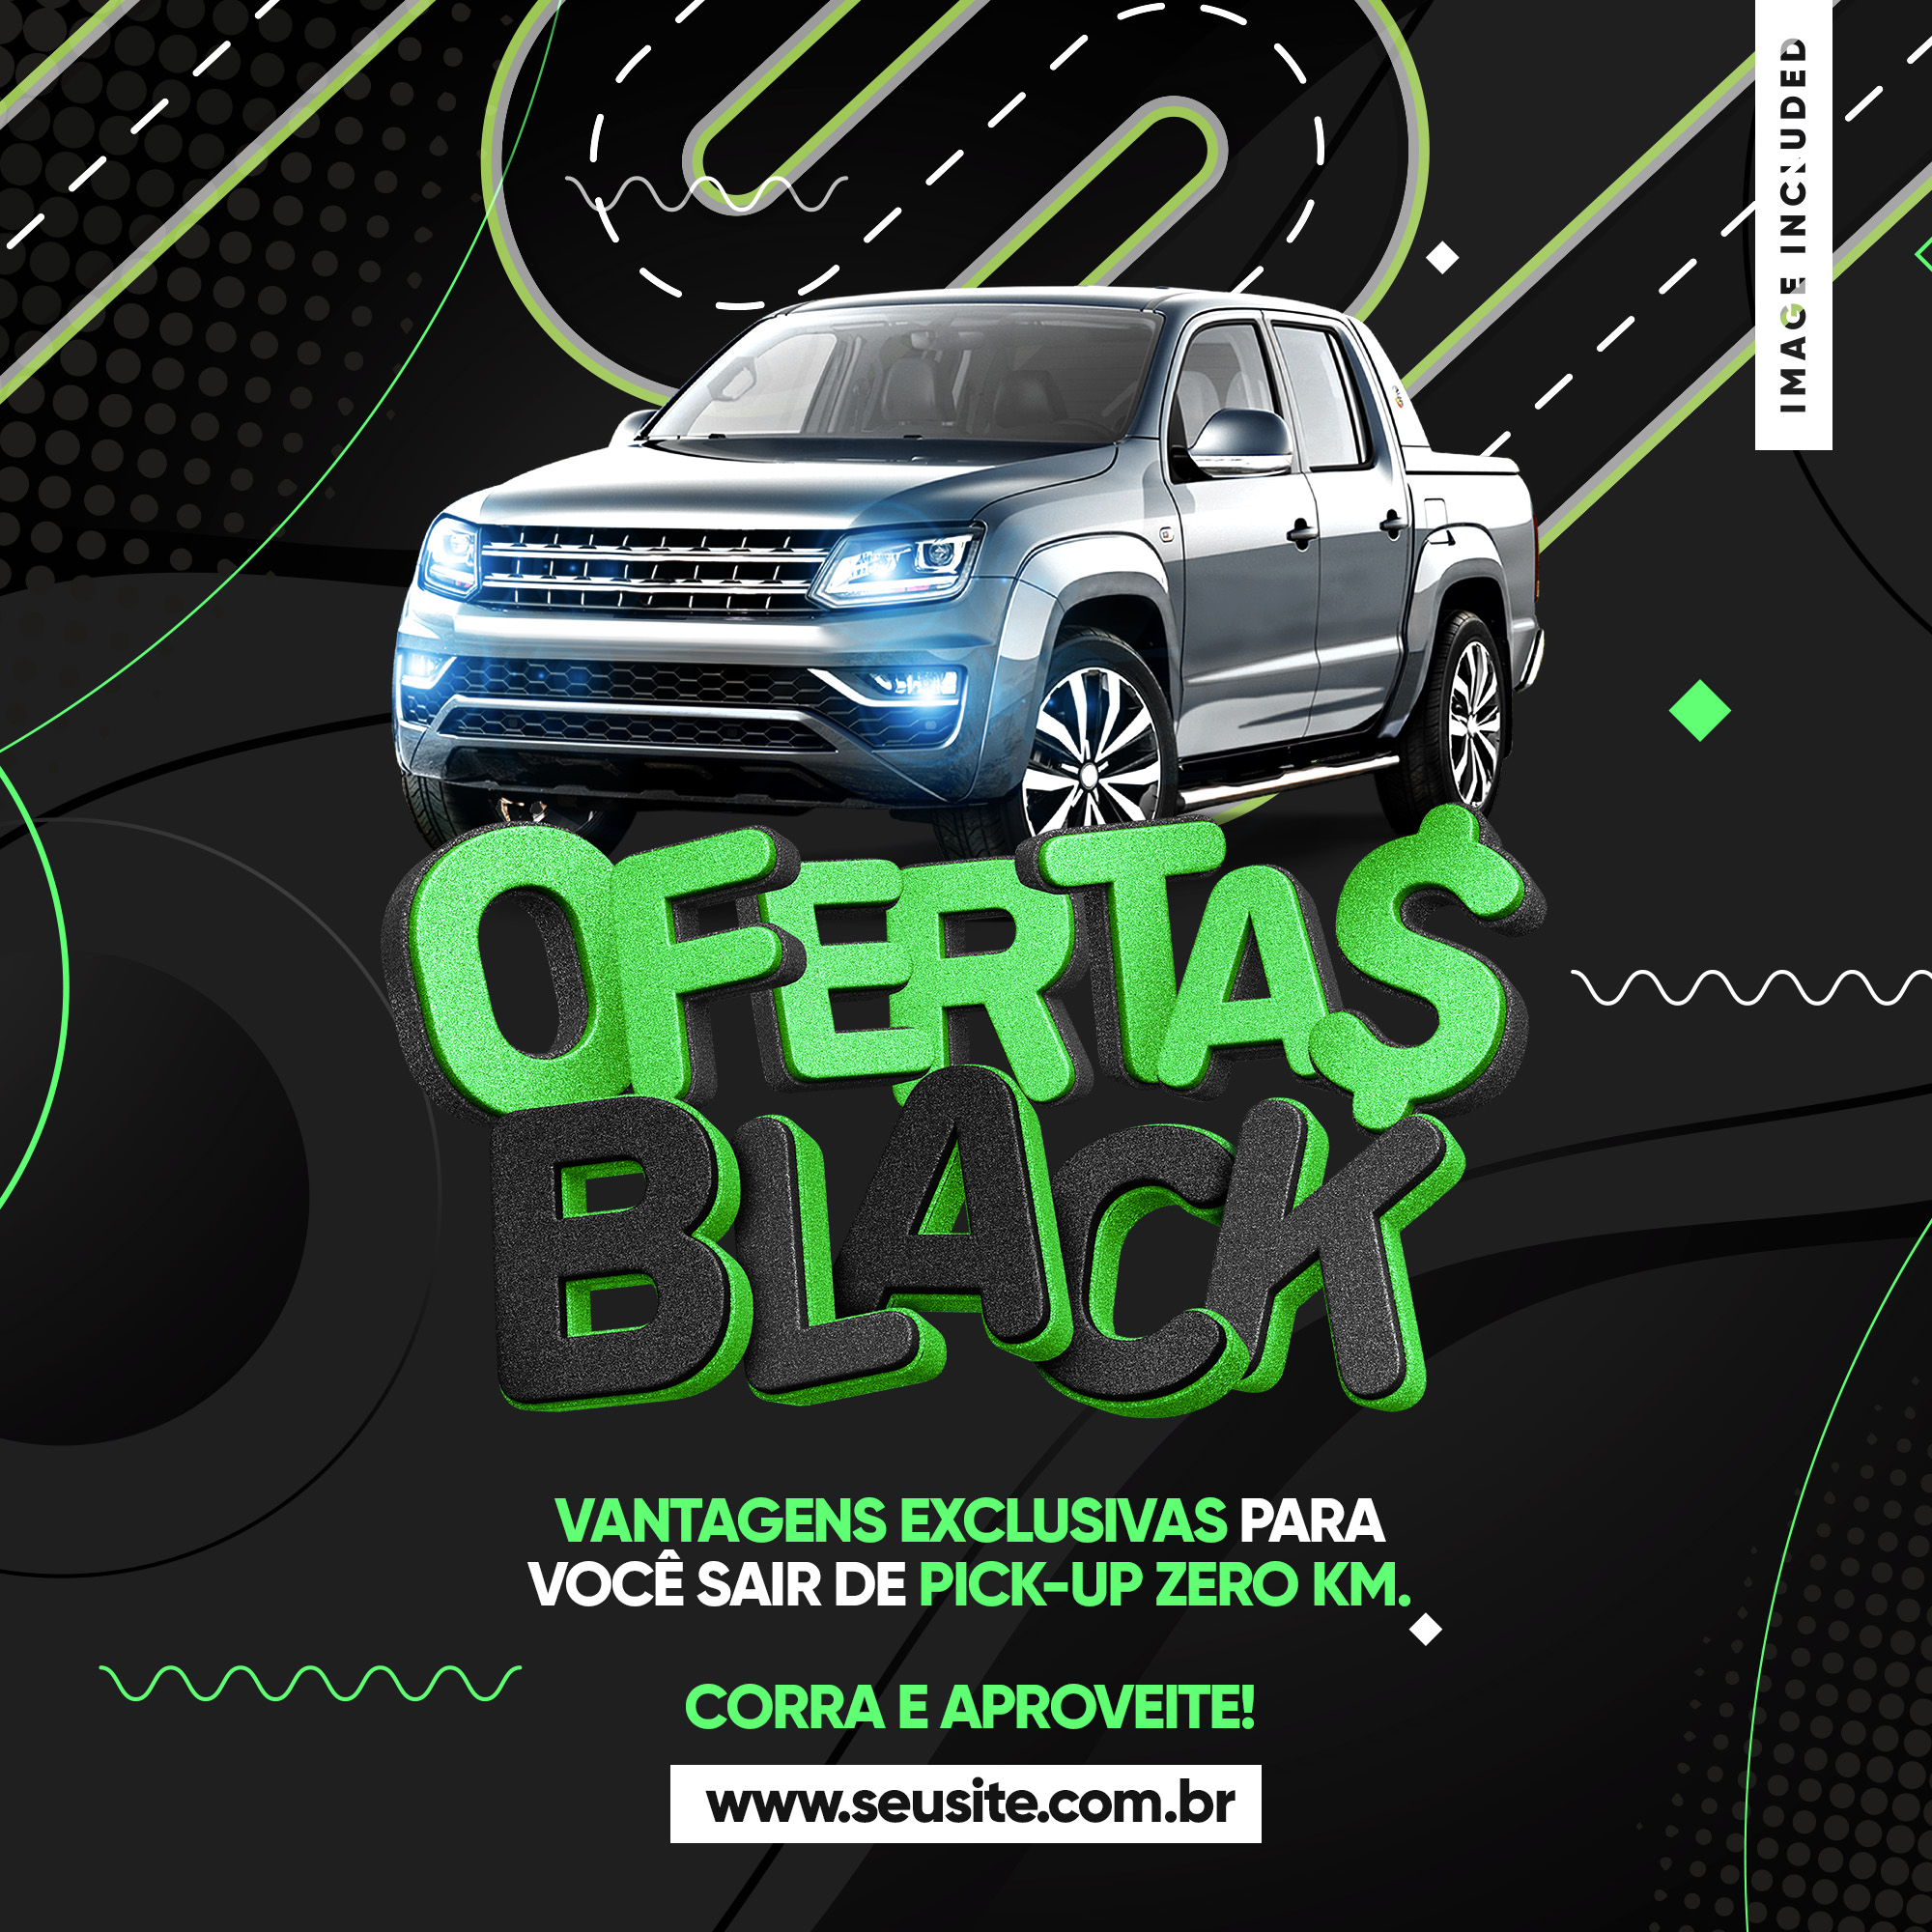 IMAGE INCLUDED
OFERTA$
BLACK
VANTAGENS EXCLUSIVAS PARA
VOCÊ SAIR DE PICK-UP ZERO KM.
CORRA E APROVEITE!
www.seusite.com.br